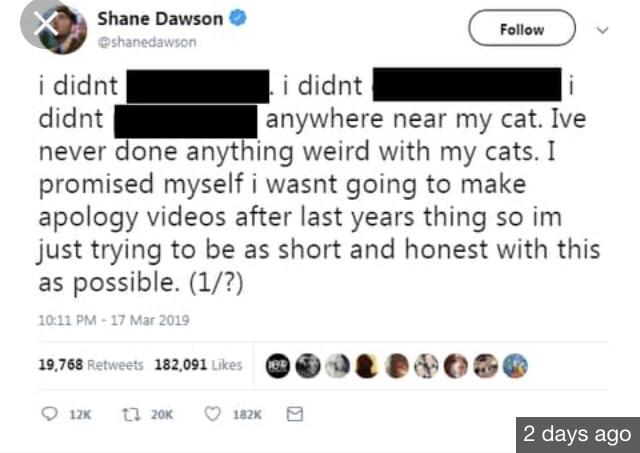 Shane Dawson
@shanedawson
Follow
i didnt . i didnt i
didnt anywhere near my cat. Ive
never done anything weird with my cats. I
promised myself i wasnt going to make
apology videos after last years thing so im
just trying to be as short and honest with this
as possible. (1/?)
10:11 PM - 17 Mar 2019
19,768 Retweets 182,091 Likes
12K 20K 182K
2 days ago